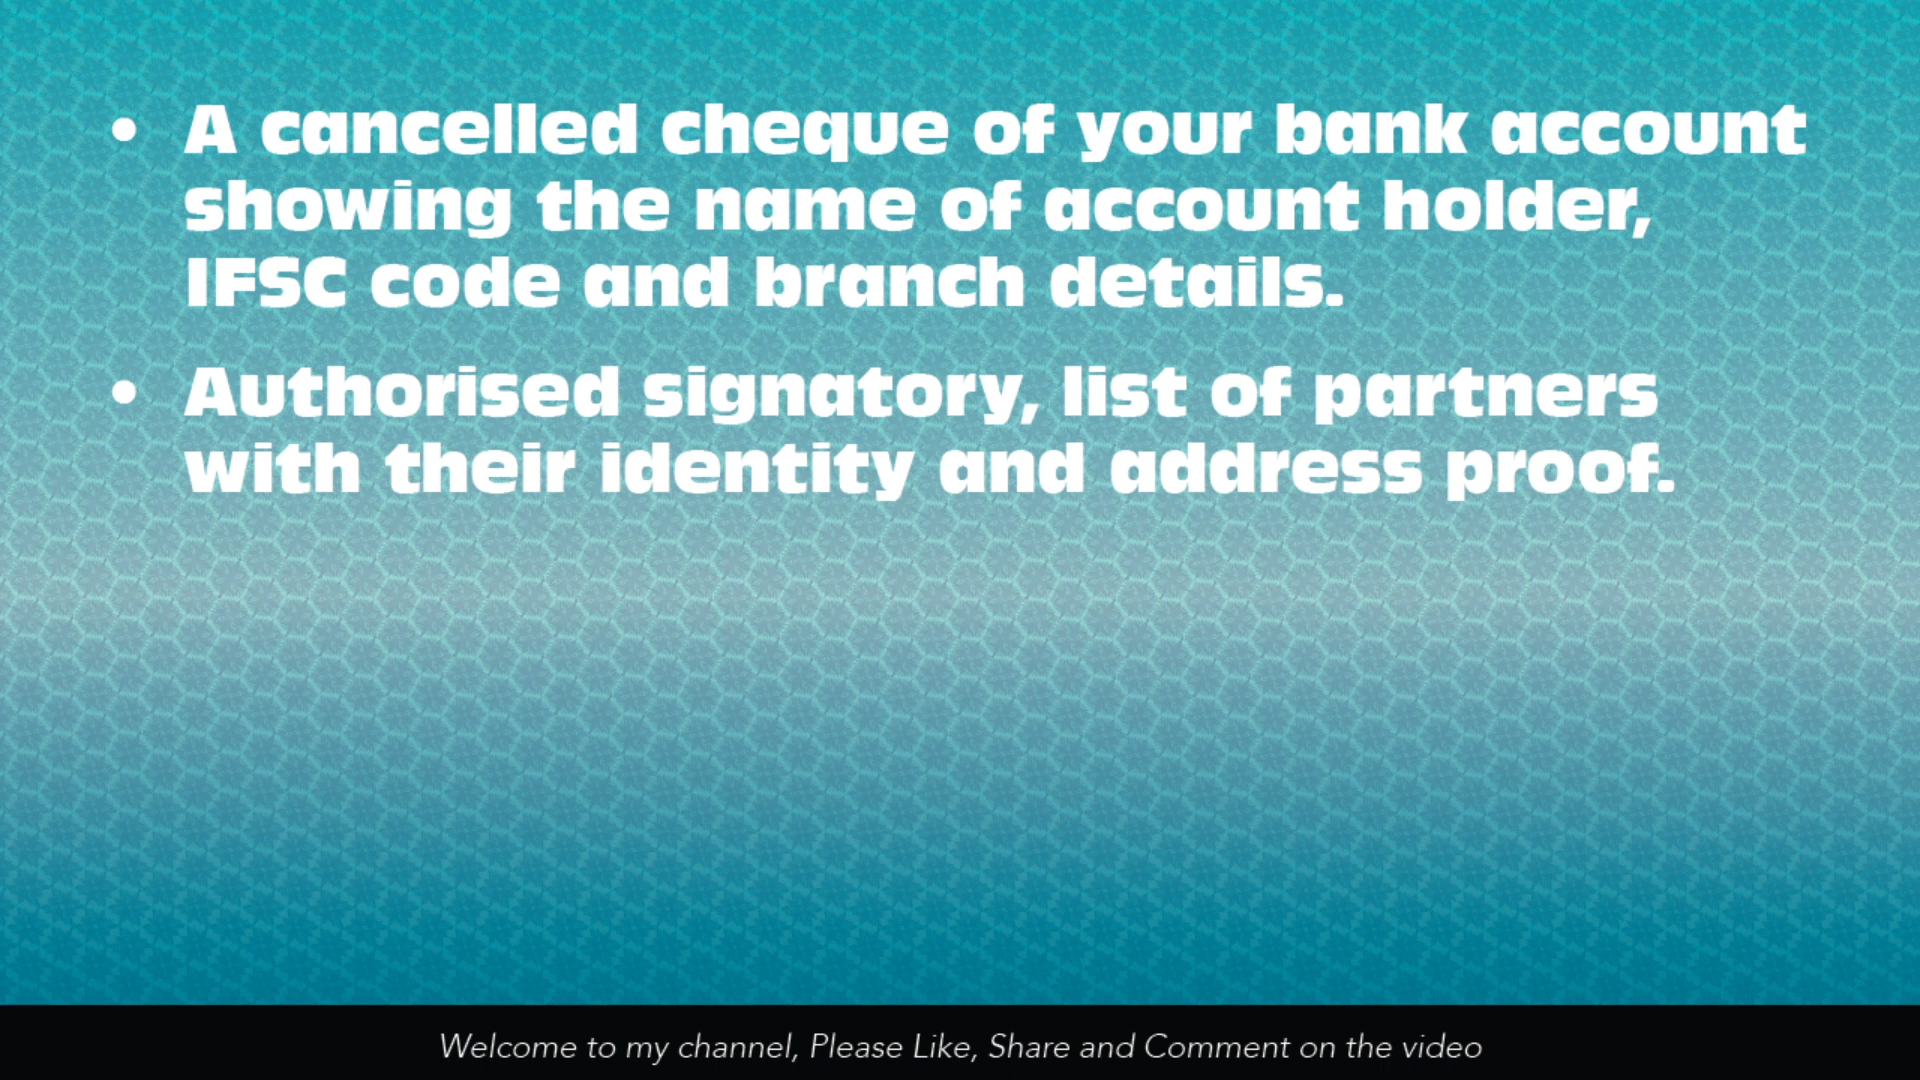 • A cancelled cheque of your bank account
showing the name of account holder,
IFSC code and branch details.
• Authorised signatory, list of partners
with their identity and address proof.
Welcome to my channel, Please Like, Share and Comment on the video